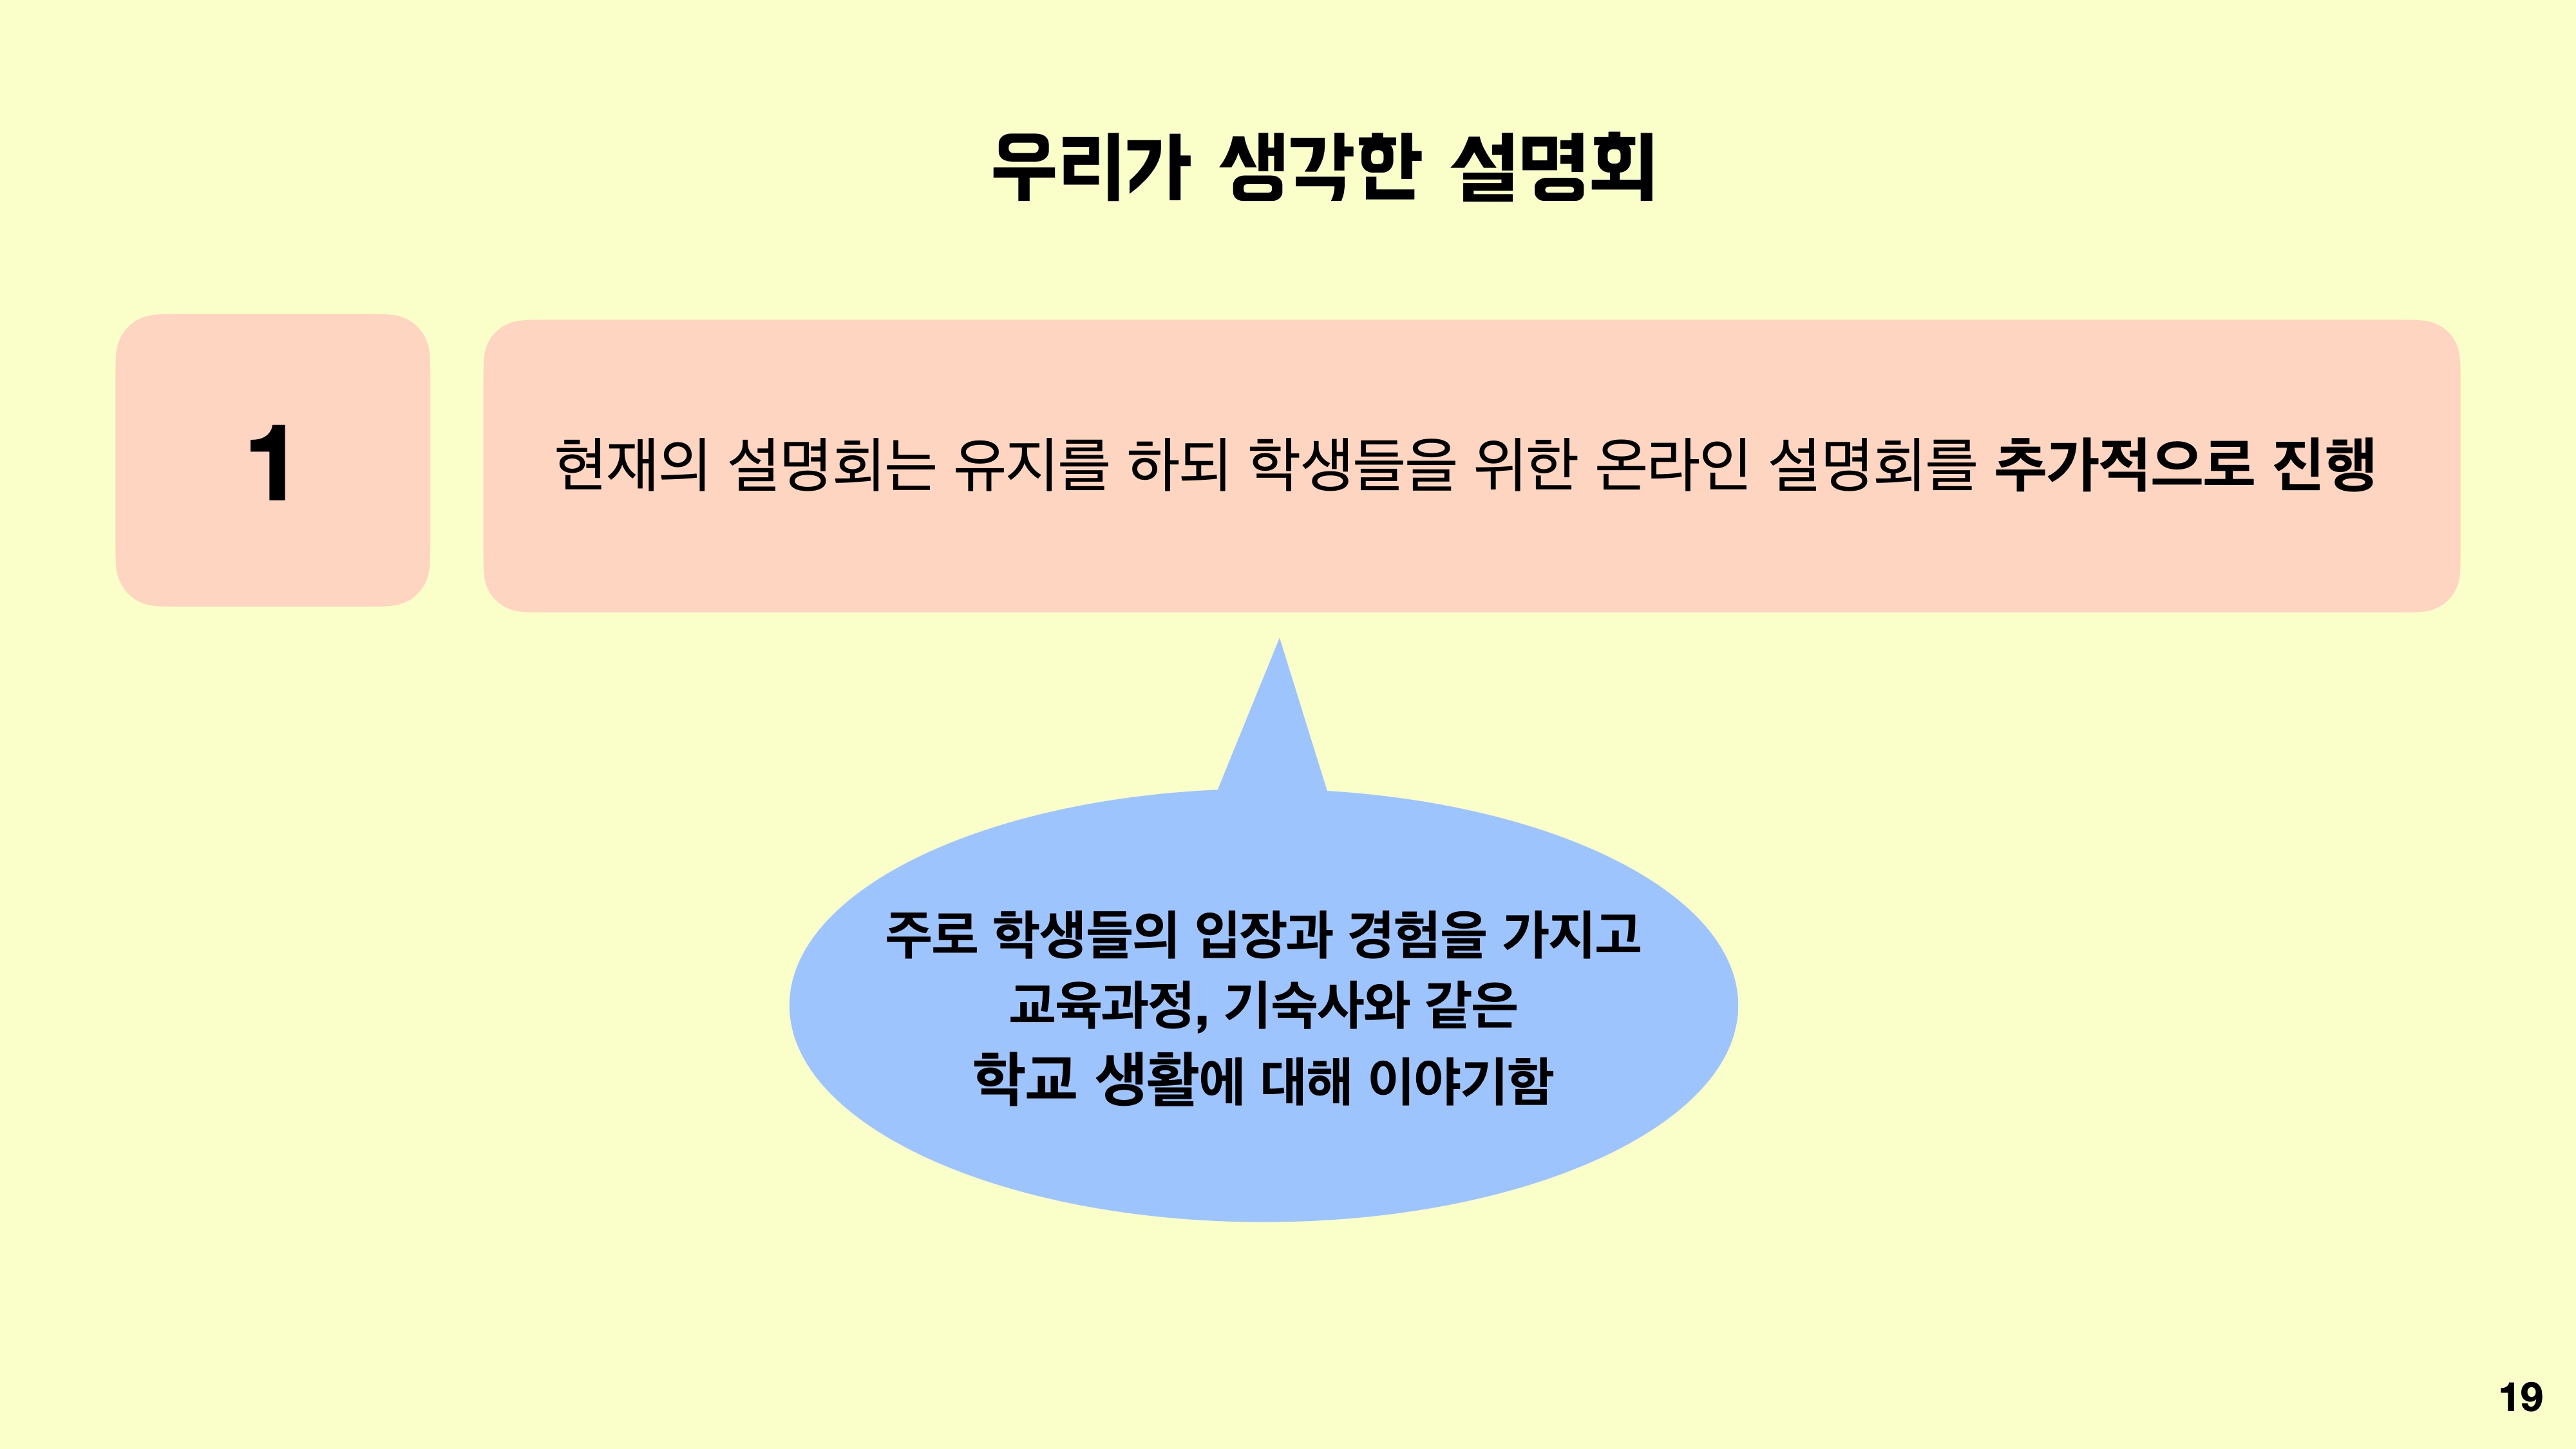 우리가 생각한 설명회
1
현재의 설명회는 유지를 하되 학생들을 위한 온라인 설명회를 추가적으로 진행
주로 학생들의 입장과 경험을 가지고
교육과정, 기숙사와 같은
학교 생활에 대해 이야기함
19